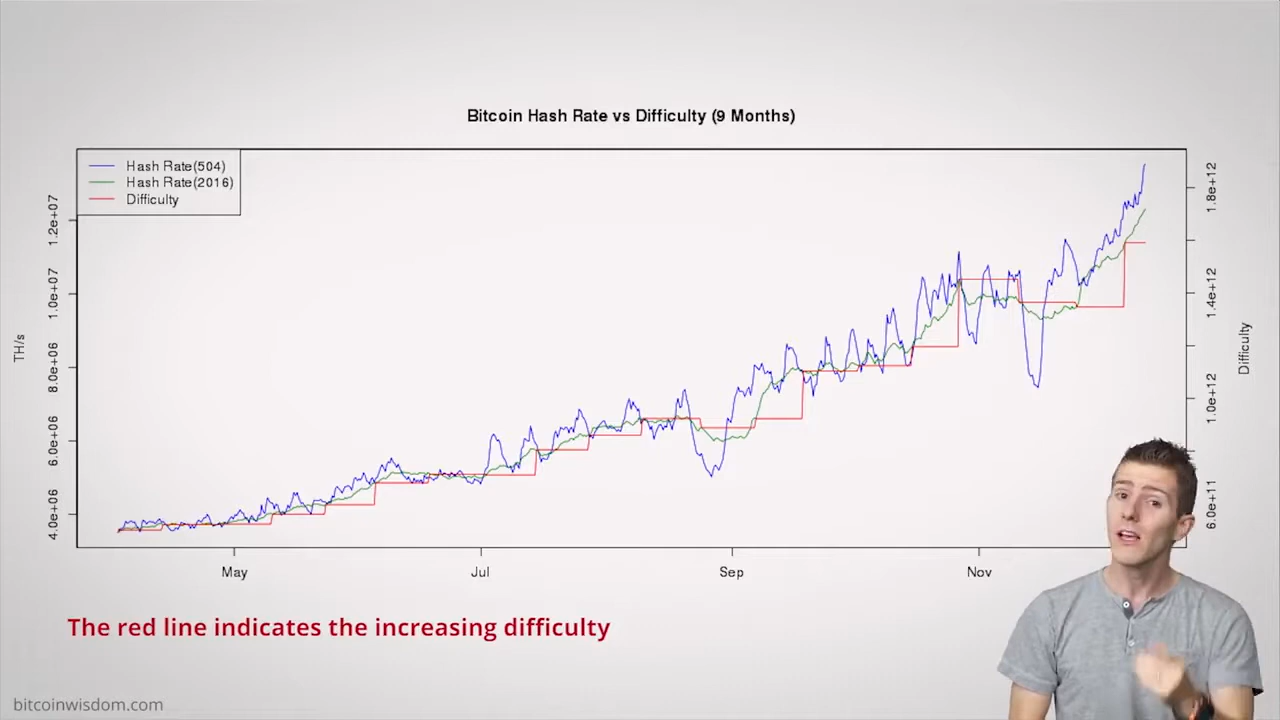 Bitcoin Hash Rate vs Difficulty (9 Months)
Hash Rate(504)
Hash Rate(2016)
Difficulty
TH/s
1.2e+07
1.0e+07
8.0e+06
6.0e+06
4.0e+06
1.8e+12
1.4e+12
1.0e+12
6.0e+11
Difficulty
May
Jul
Sep
Nov
The red line indicates the increasing difficulty
bitcoinwisdom.com